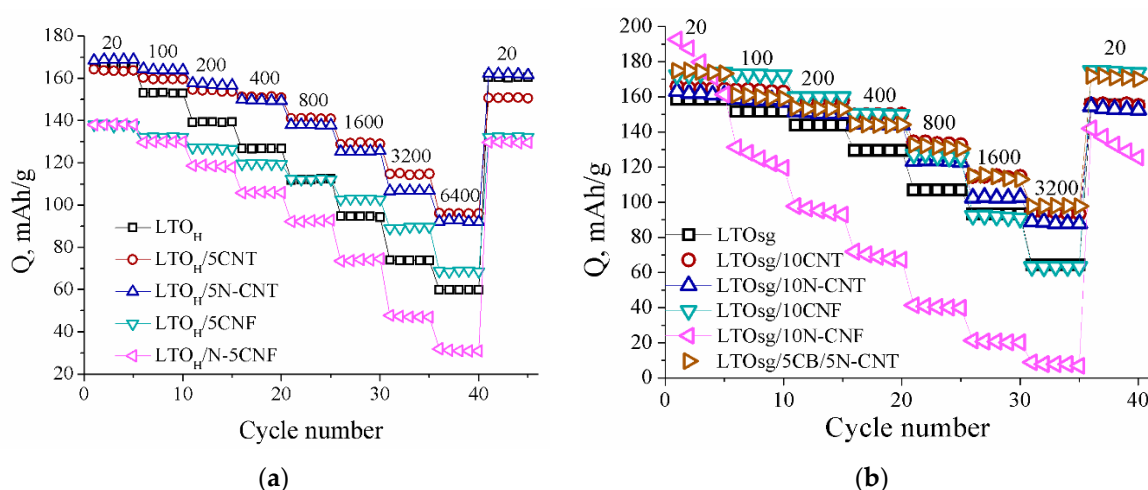 180
160
140
120
100
80
60
40
20
Q, mAh/g
20
100
200
400
800
1600
3200
6400
20
LTO_H
LTO_H/5CNT
LTO_H/5N-CNT
LTO_H/5CNF
LTO_H/N-5CNF
0 10 20 30 40
Cycle number
(a)
200
180
160
140
120
100
80
60
40
20
0
Q, mAh/g
20
100
200
400
800
1600
3200
20
LTOsg
LTOsg/10CNT
LTOsg/10N-CNT
LTOsg/10CNF
LTOsg/10N-CNF
LTOsg/5CB/5N-CNT
0 10 20 30 40
Cycle number
(b)